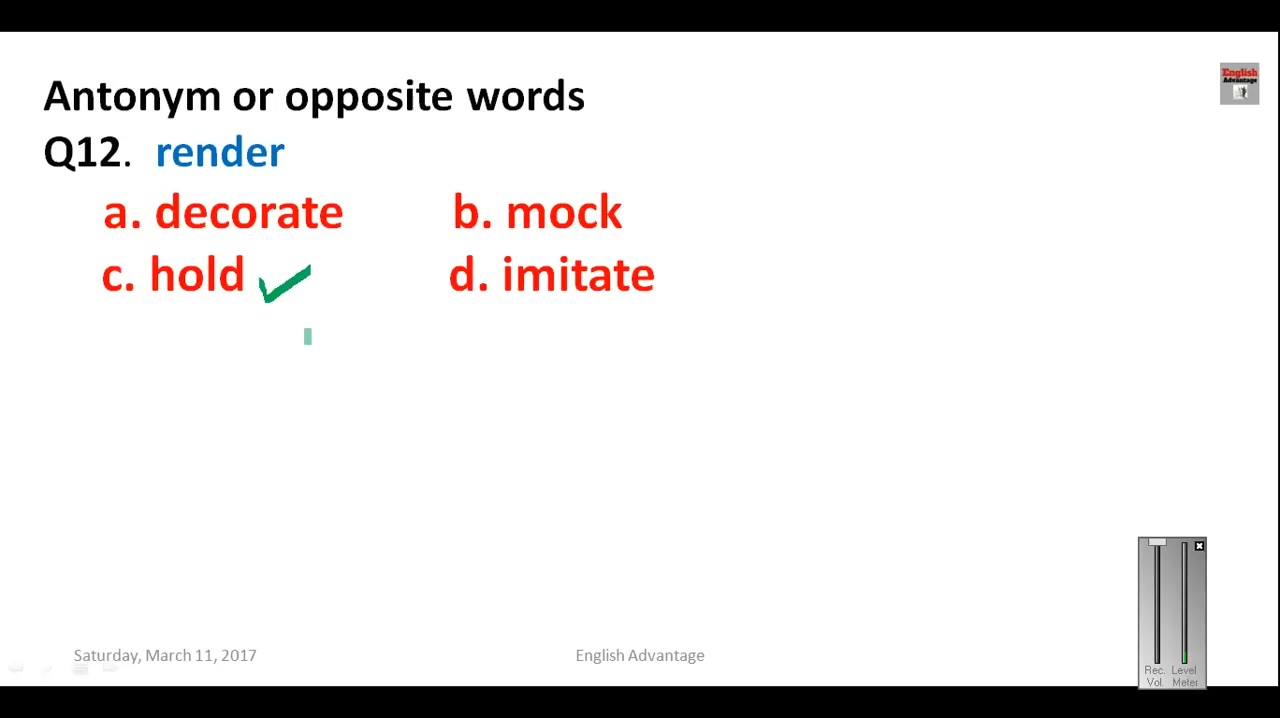 Antonym or opposite words
English
Advantage
Q12. render
a. decorate b. mock
c. hold d. imitate
Rec. Level
Vol. Meter
Saturday, March 11, 2017 English Advantage